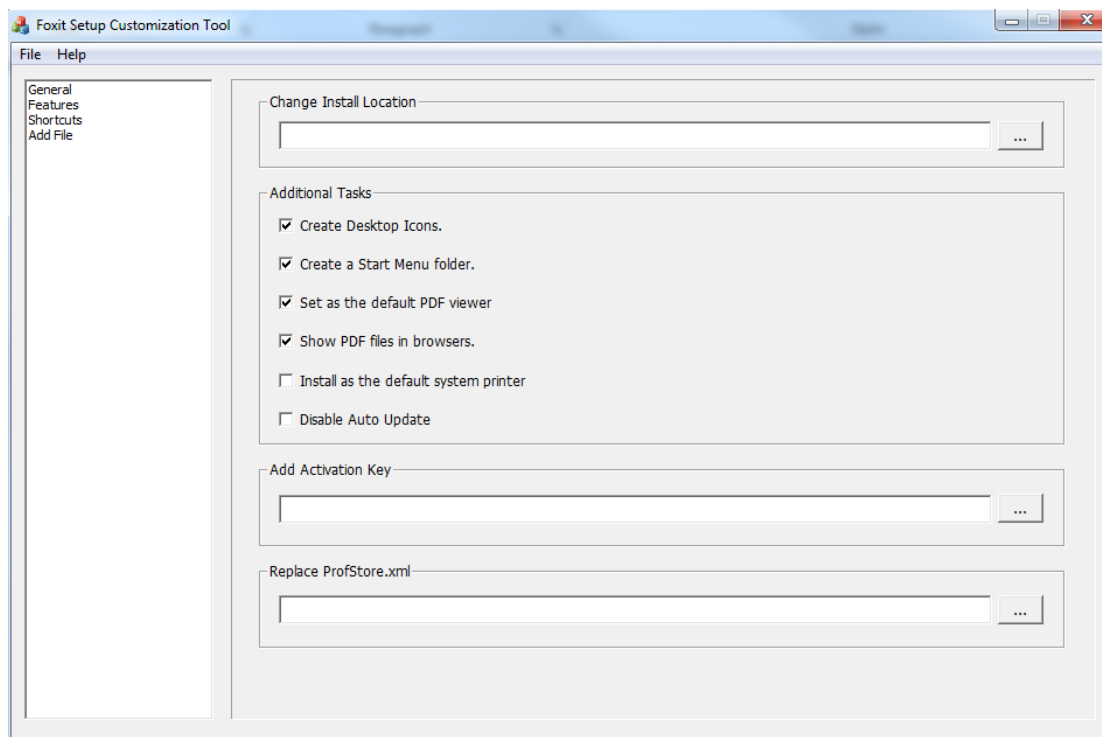 Foxit Setup Customization Tool
File Help
General
Features
Shortcuts
Add File
Change Install Location
...
Additional Tasks
Create Desktop Icons.
Create a Start Menu folder.
Set as the default PDF viewer
Show PDF files in browsers.
Install as the default system printer
Disable Auto Update
Add Activation Key
...
Replace ProfStore.xml
...